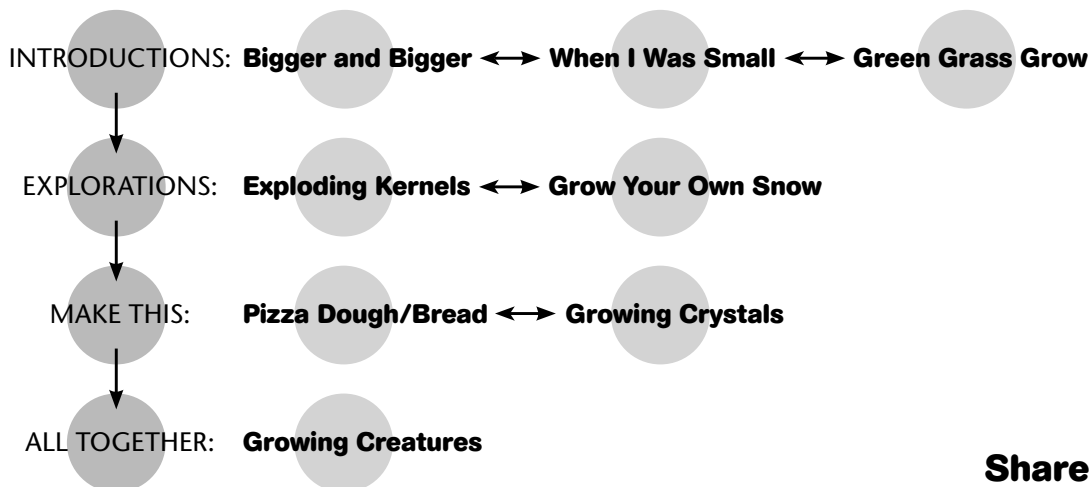 INTRODUCTIONS: Bigger and Bigger When I Was Small Green Grass Grow
EXPLORATIONS: Exploding Kernels Grow Your Own Snow
MAKE THIS: Pizza Dough/Bread Growing Crystals
ALL TOGETHER: Growing Creatures
Share